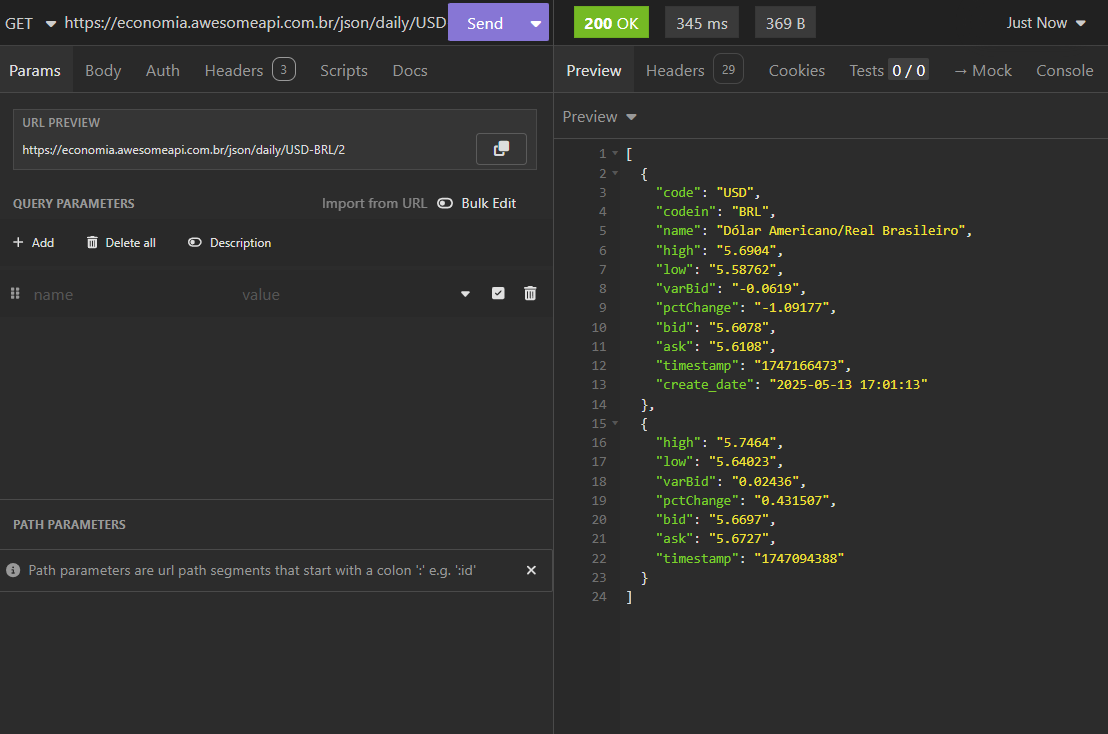 GET https://economia.awesomeapi.com.br/json/daily/USD Send
Params Body Auth Headers 3 Scripts Docs
URL PREVIEW
https://economia.awesomeapi.com.br/json/daily/USD-BRL/2
QUERY PARAMETERS Import from URL Bulk Edit
+ Add Delete all Description
name value
PATH PARAMETERS
Path parameters are url path segments that start with a colon ':' e.g. ':id'
200 OK 345 ms 369 B Just Now
Preview Headers 29 Cookies Tests 0 / 0 → Mock Console
Preview
1 [
2 {
3 "code": "USD",
4 "codein": "BRL",
5 "name": "Dólar Americano/Real Brasileiro",
6 "high": "5.6904",
7 "low": "5.58762",
8 "varBid": "-0.0619",
9 "pctChange": "-1.09177",
10 "bid": "5.6078",
11 "ask": "5.6108",
12 "timestamp": "1747166473",
13 "create_date": "2025-05-13 17:01:13"
14 },
15 {
16 "high": "5.7464",
17 "low": "5.64023",
18 "varBid": "0.02436",
19 "pctChange": "0.431507",
20 "bid": "5.6697",
21 "ask": "5.6727",
22 "timestamp": "1747094388"
23 }
24 ]